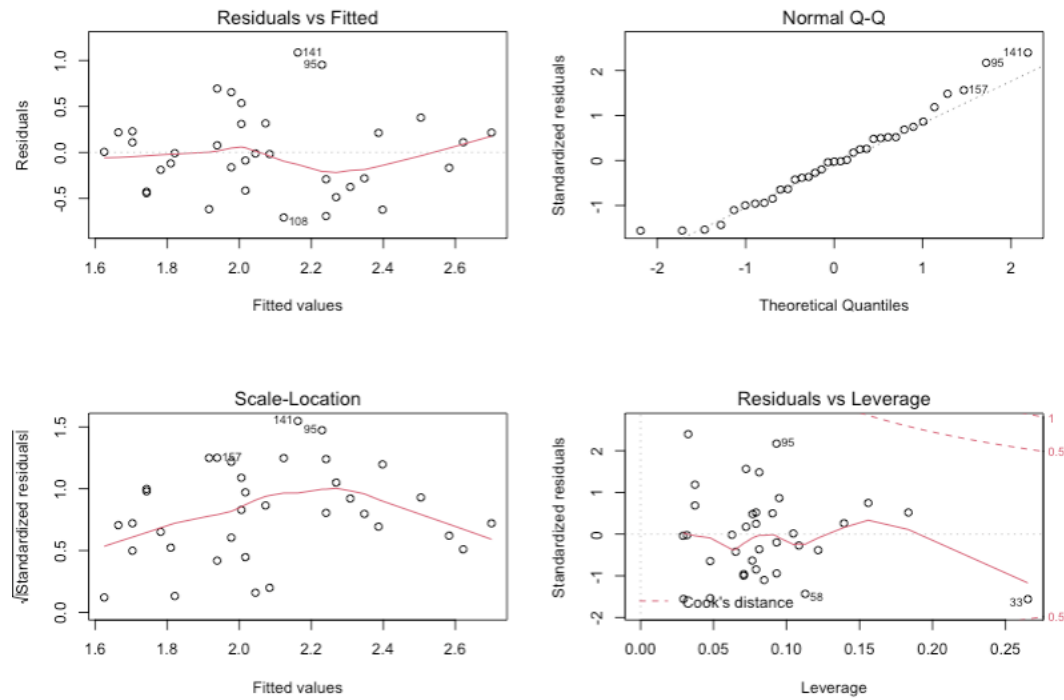 Residuals vs Fitted
Residuals
1.0
0.5
0.0
-0.5
141
95
108
1.6 1.8 2.0 2.2 2.4 2.6
Fitted values
Normal Q-Q
Standardized residuals
2
1
0
-1
141
95
157
-2 -1 0 1 2
Theoretical Quantiles
Scale-Location
√|Standardized residuals|
1.5
1.0
0.5
0.0
141
95
157
1.6 1.8 2.0 2.2 2.4 2.6
Fitted values
Residuals vs Leverage
Standardized residuals
2
1
0
-1
-2
95
58
33
1
0.5
0.5
Cook's distance
0.00 0.05 0.10 0.15 0.20 0.25
Leverage